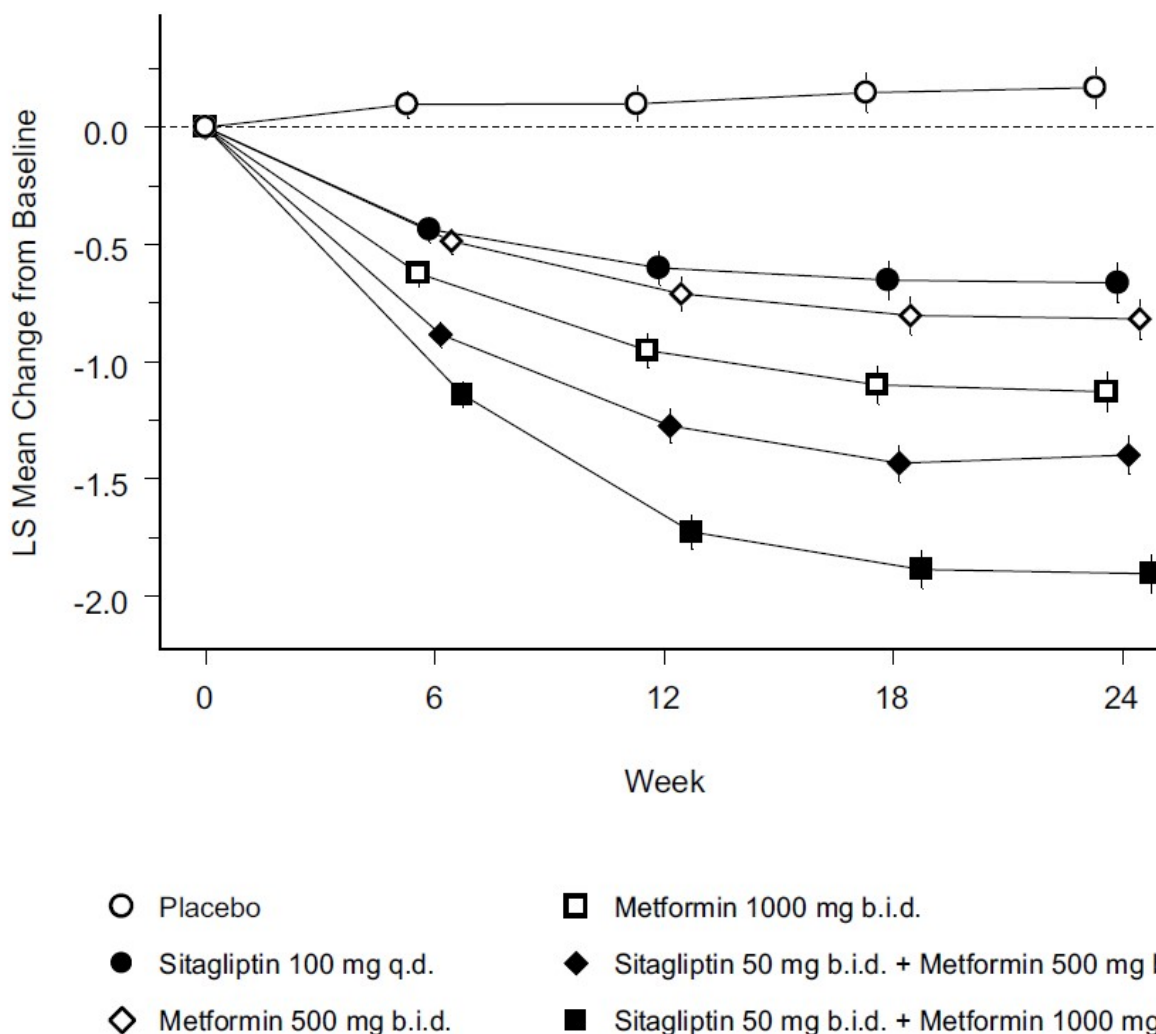 LS Mean Change from Baseline
0.0
-0.5
-1.0
-1.5
-2.0
0 6 12 18 24
Week
Placebo
Sitagliptin 100 mg q.d.
Metformin 500 mg b.i.d.
Metformin 1000 mg b.i.d.
Sitagliptin 50 mg b.i.d. + Metformin 500 mg
Sitagliptin 50 mg b.i.d. + Metformin 1000 mg